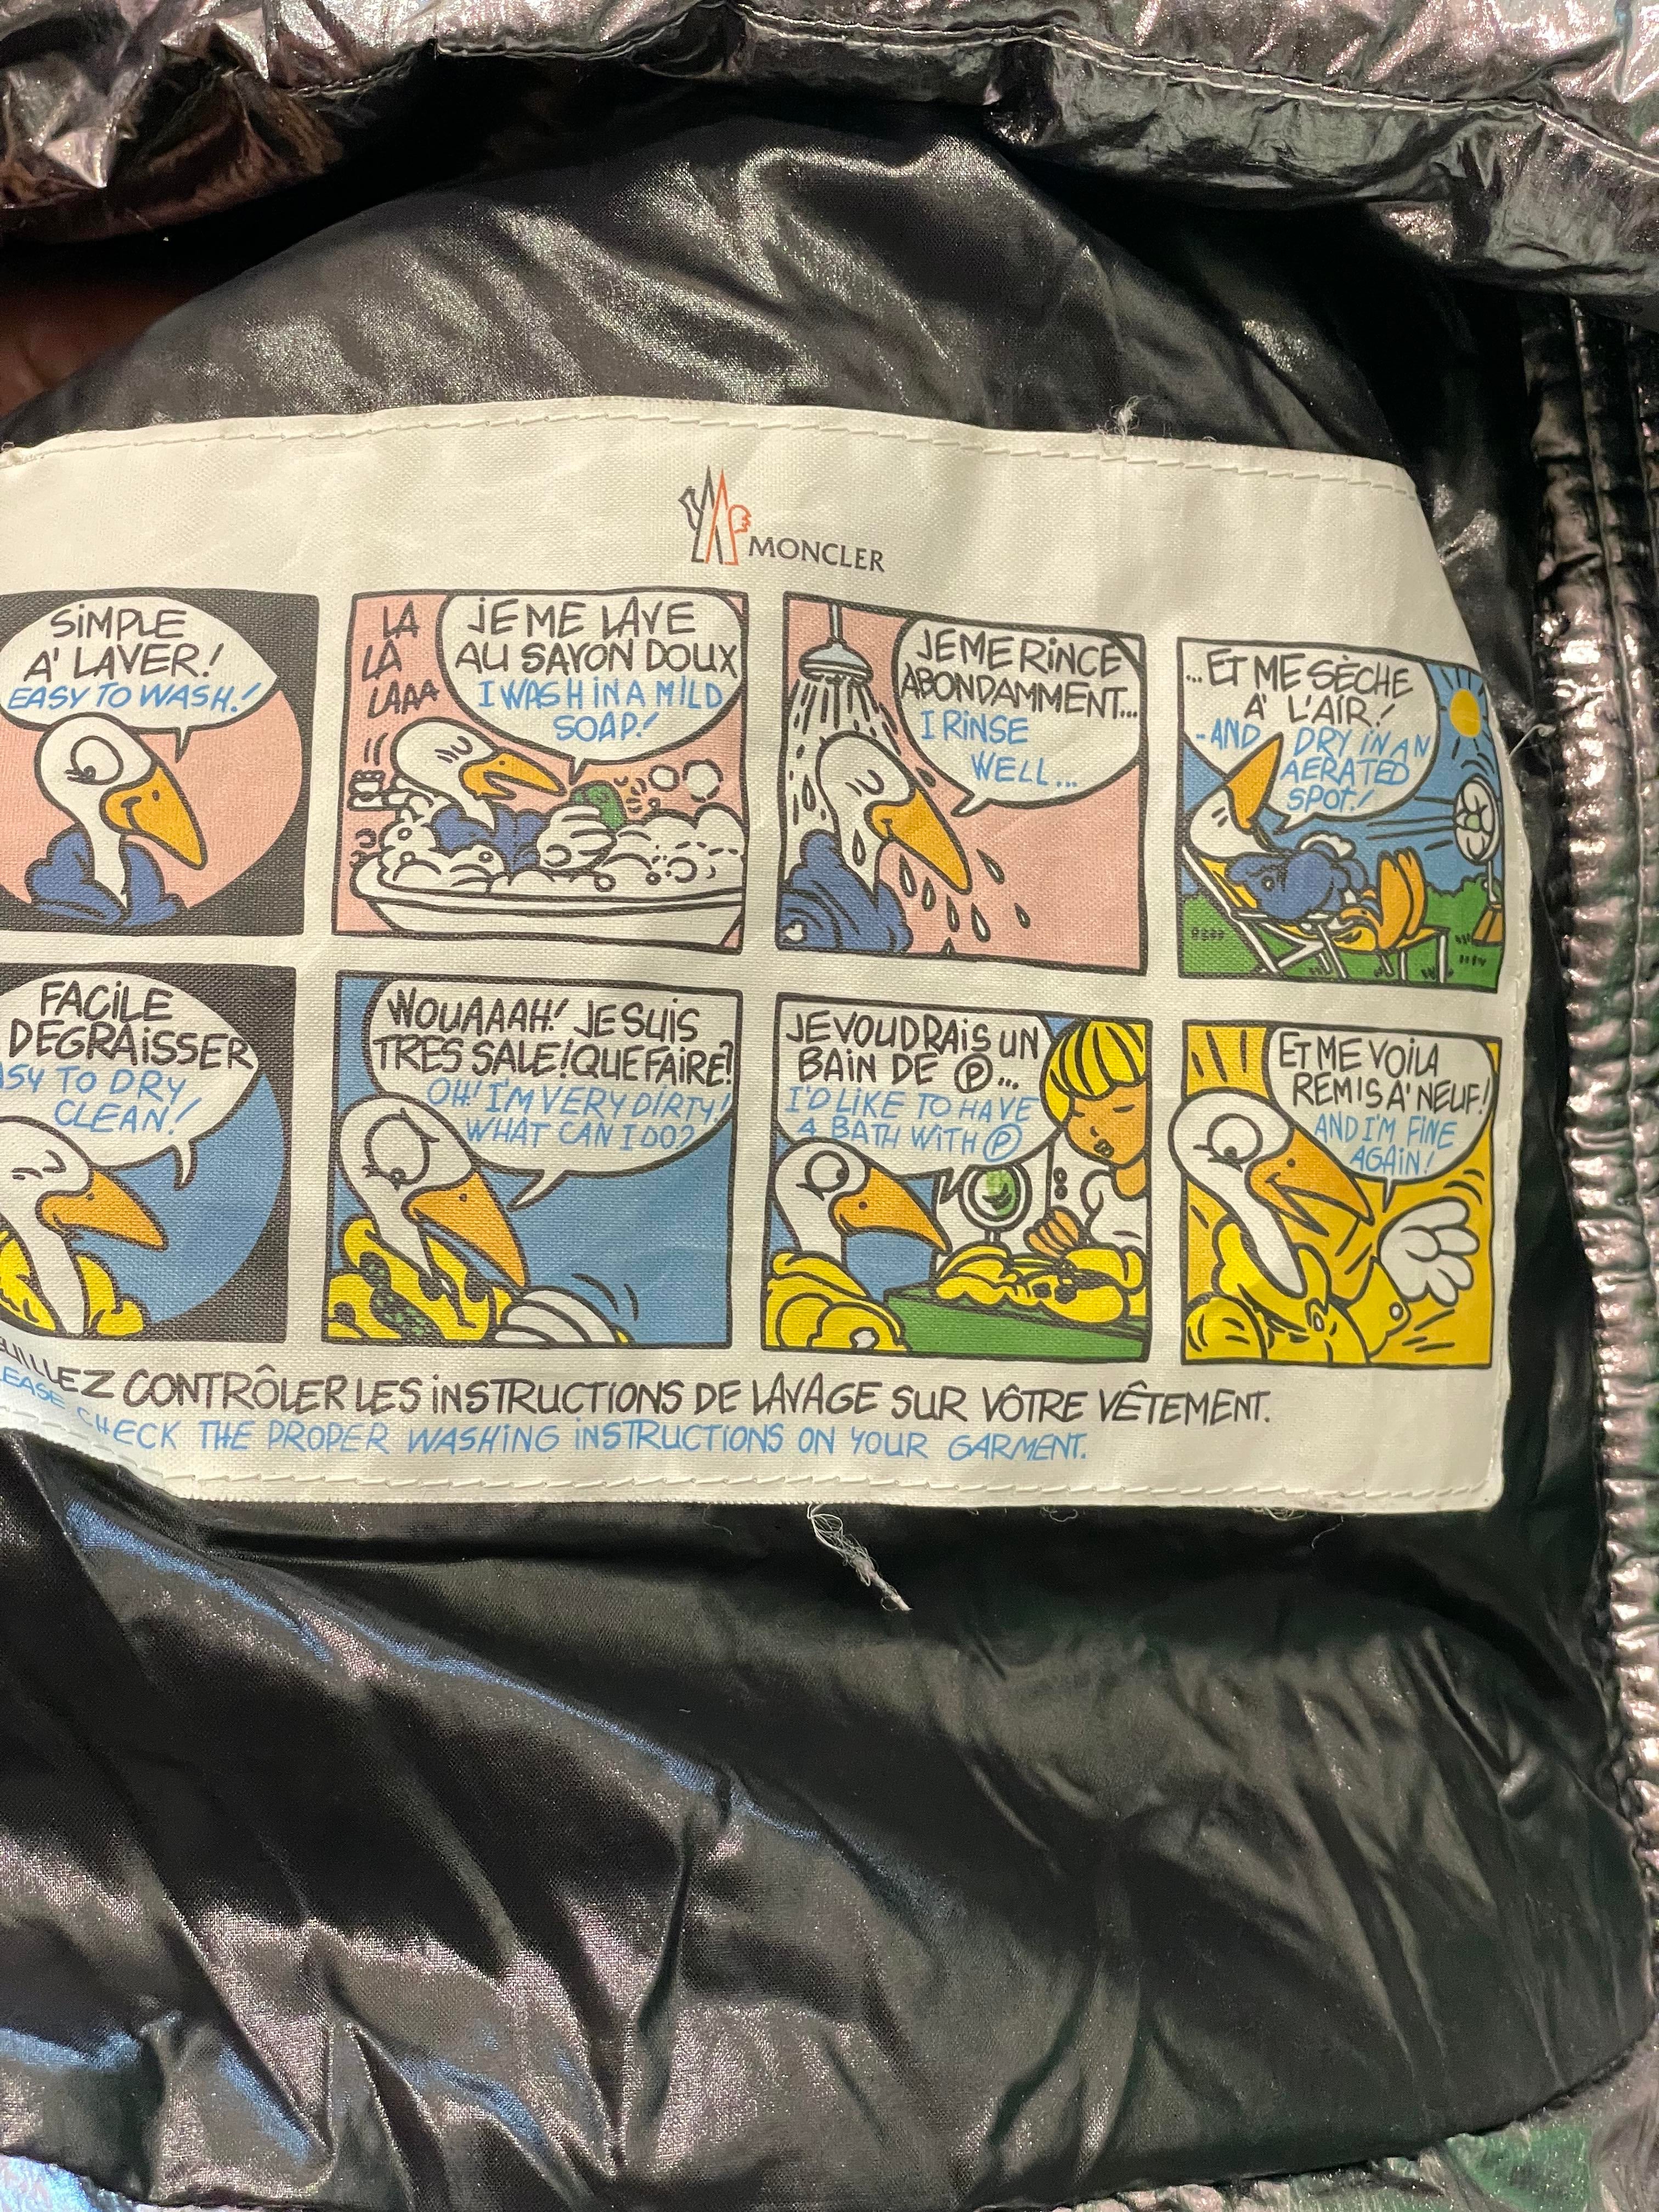 MONCLER
SiMPLE
A' LAVER!
EASY TO WASH!
LA
LA
LAAA
JE ME LAVE
AU SAVON DOUX
I WASH IN A MILD
SOAP!
JE ME RiNCE
ABONDAMMENT...
I RINSE
WELL...
...ET ME SÈCHE
A' L'AIR!
-AND DRY IN AN
AERATED
SPOT!
FACiLE
DEGRAiSSER
TO DRY
CLEAN!
WOUAAAH! JE SUIS
TRES SALE! QUE FAIRE?
OH! I'M VERY DIRTY!
WHAT CAN I DO?
JE VOUDRAiS UN
BAIN DE Ⓟ...
I'D LIKE TO HAVE
A BATH WITH Ⓟ
ET ME VOiLA
REMIS A' NEUF!
AND I'M FINE
AGAiN!
CONTRÔLER LES iNSTRUCTIONS DE LAVAGE SUR VÔTRE VÊTEMENT.
CHECK THE PROPER WASHiNG iNSTRUCTiONS ON YOUR GARMENT.